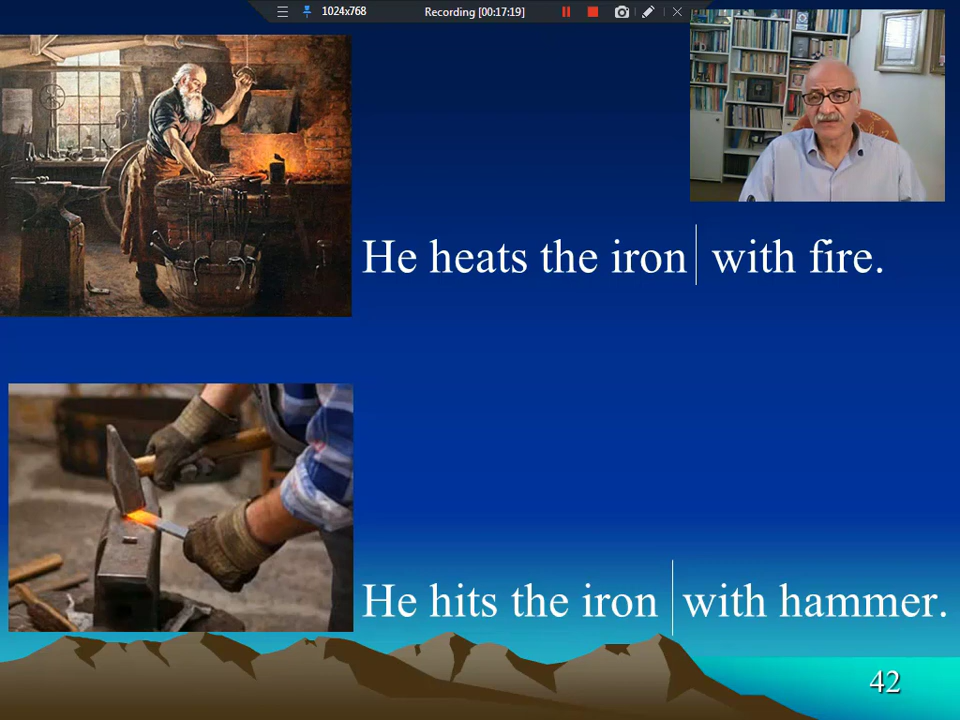 1024x768 Recording [00:17:19]
He heats the iron with fire.
He hits the iron with hammer.
42